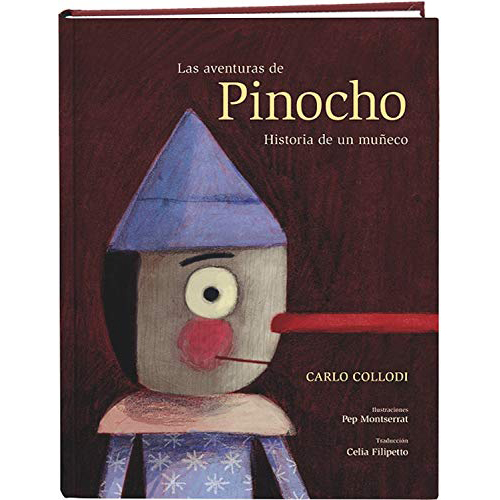 Las aventuras de
Pinocho
Historia de un muñeco
CARLO COLLODI
Ilustraciones
Pep Montserrat
Traducción
Celia Filipetto